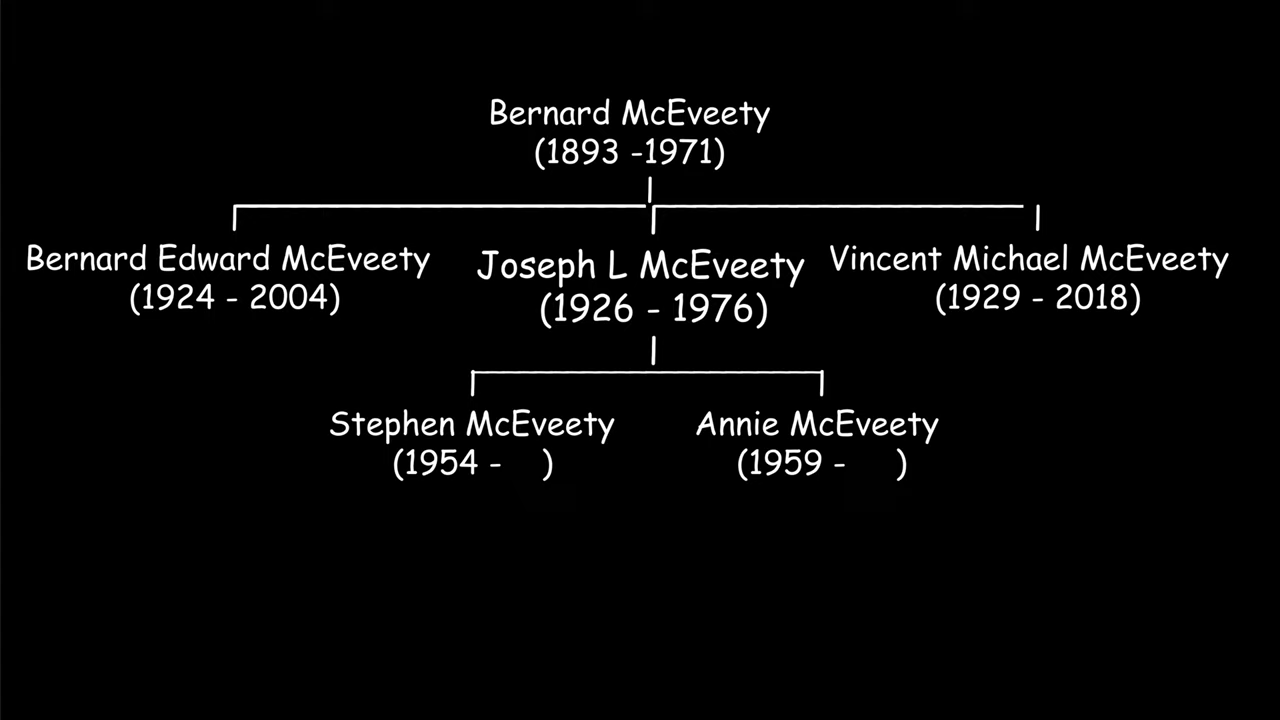 Bernard McEveety
(1893 -1971)
Bernard Edward McEveety
(1924 - 2004)
Joseph L McEveety
(1926 - 1976)
Vincent Michael McEveety
(1929 - 2018)
Stephen McEveety
(1954 -    )
Annie McEveety
(1959 -    )